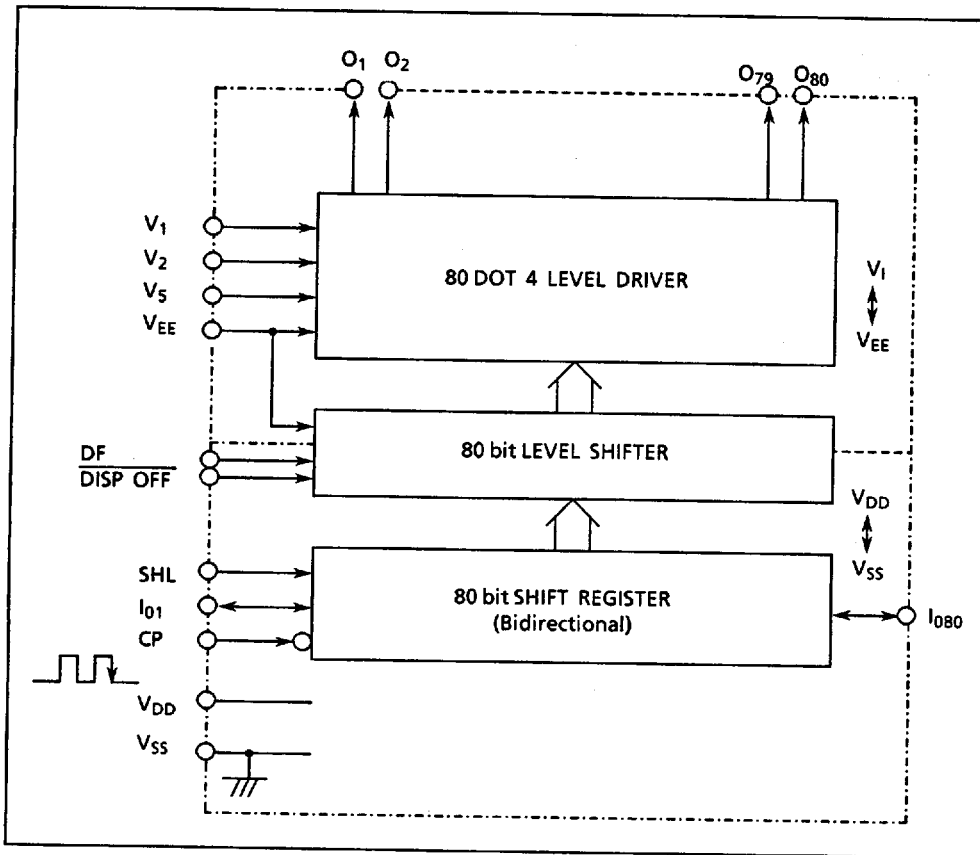 O1 O2 O79 O80
V1
V2
V5
VEE
80 DOT 4 LEVEL DRIVER
VI
VEE
DF
DISP OFF
80 bit LEVEL SHIFTER
VDD
VSS
SHL
I01
CP
80 bit SHIFT REGISTER
(Bidirectional)
I080
VDD
VSS